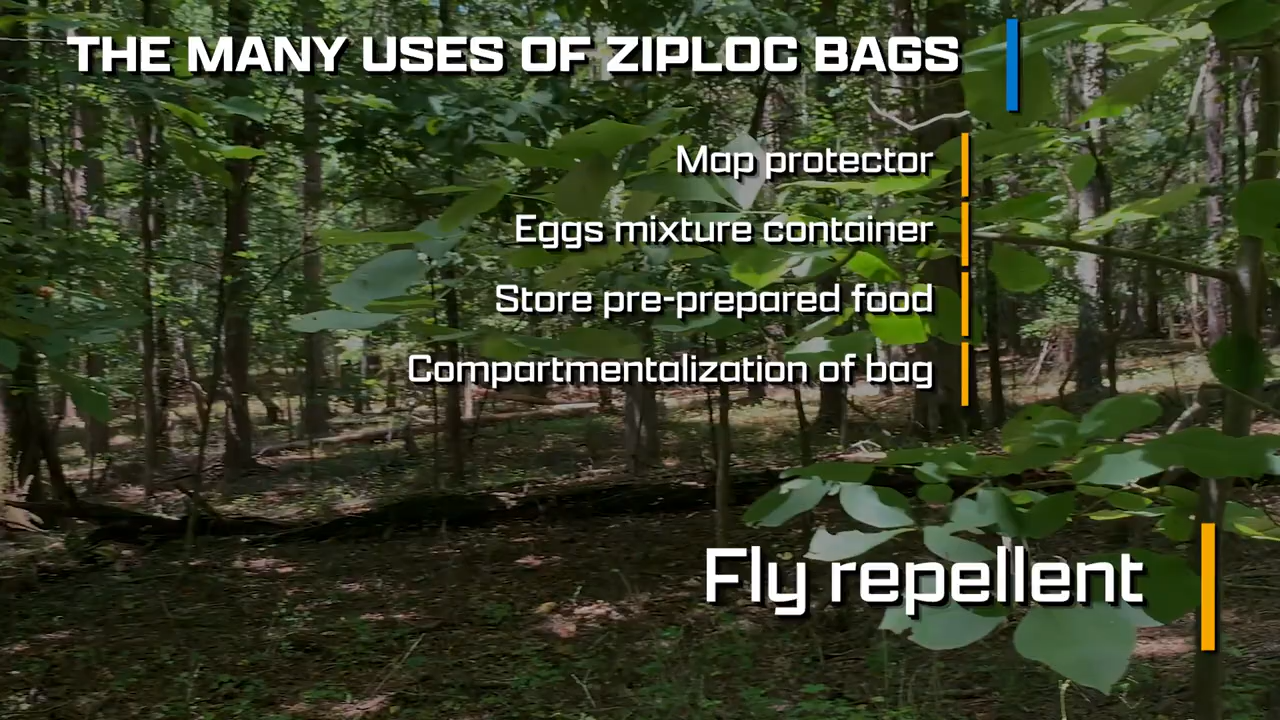 THE MANY USES OF ZIPLOC BAGS
Map protector
Eggs mixture container
Store pre-prepared food
Compartmentalization of bag
Fly repellent